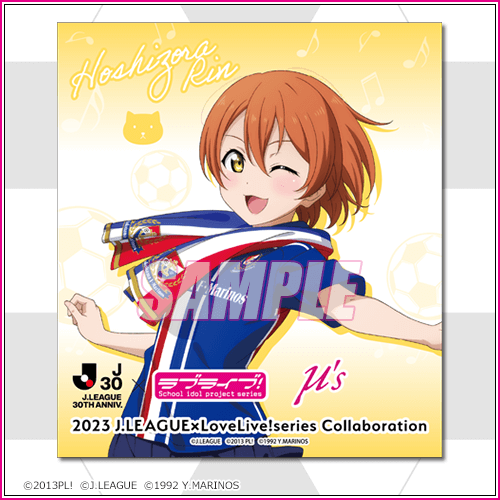 Hoshizora
Rin
SAMPLE
F・MARINOS
J
30
J.LEAGUE
30TH ANNIV.
×
ラブライブ!
School idol project series
μ's
2023 J.LEAGUE×LoveLive!series Collaboration
©J.LEAGUE ©2013 PL! ©1992 Y.MARINOS
©2013PL! ©J.LEAGUE ©1992 Y.MARINOS